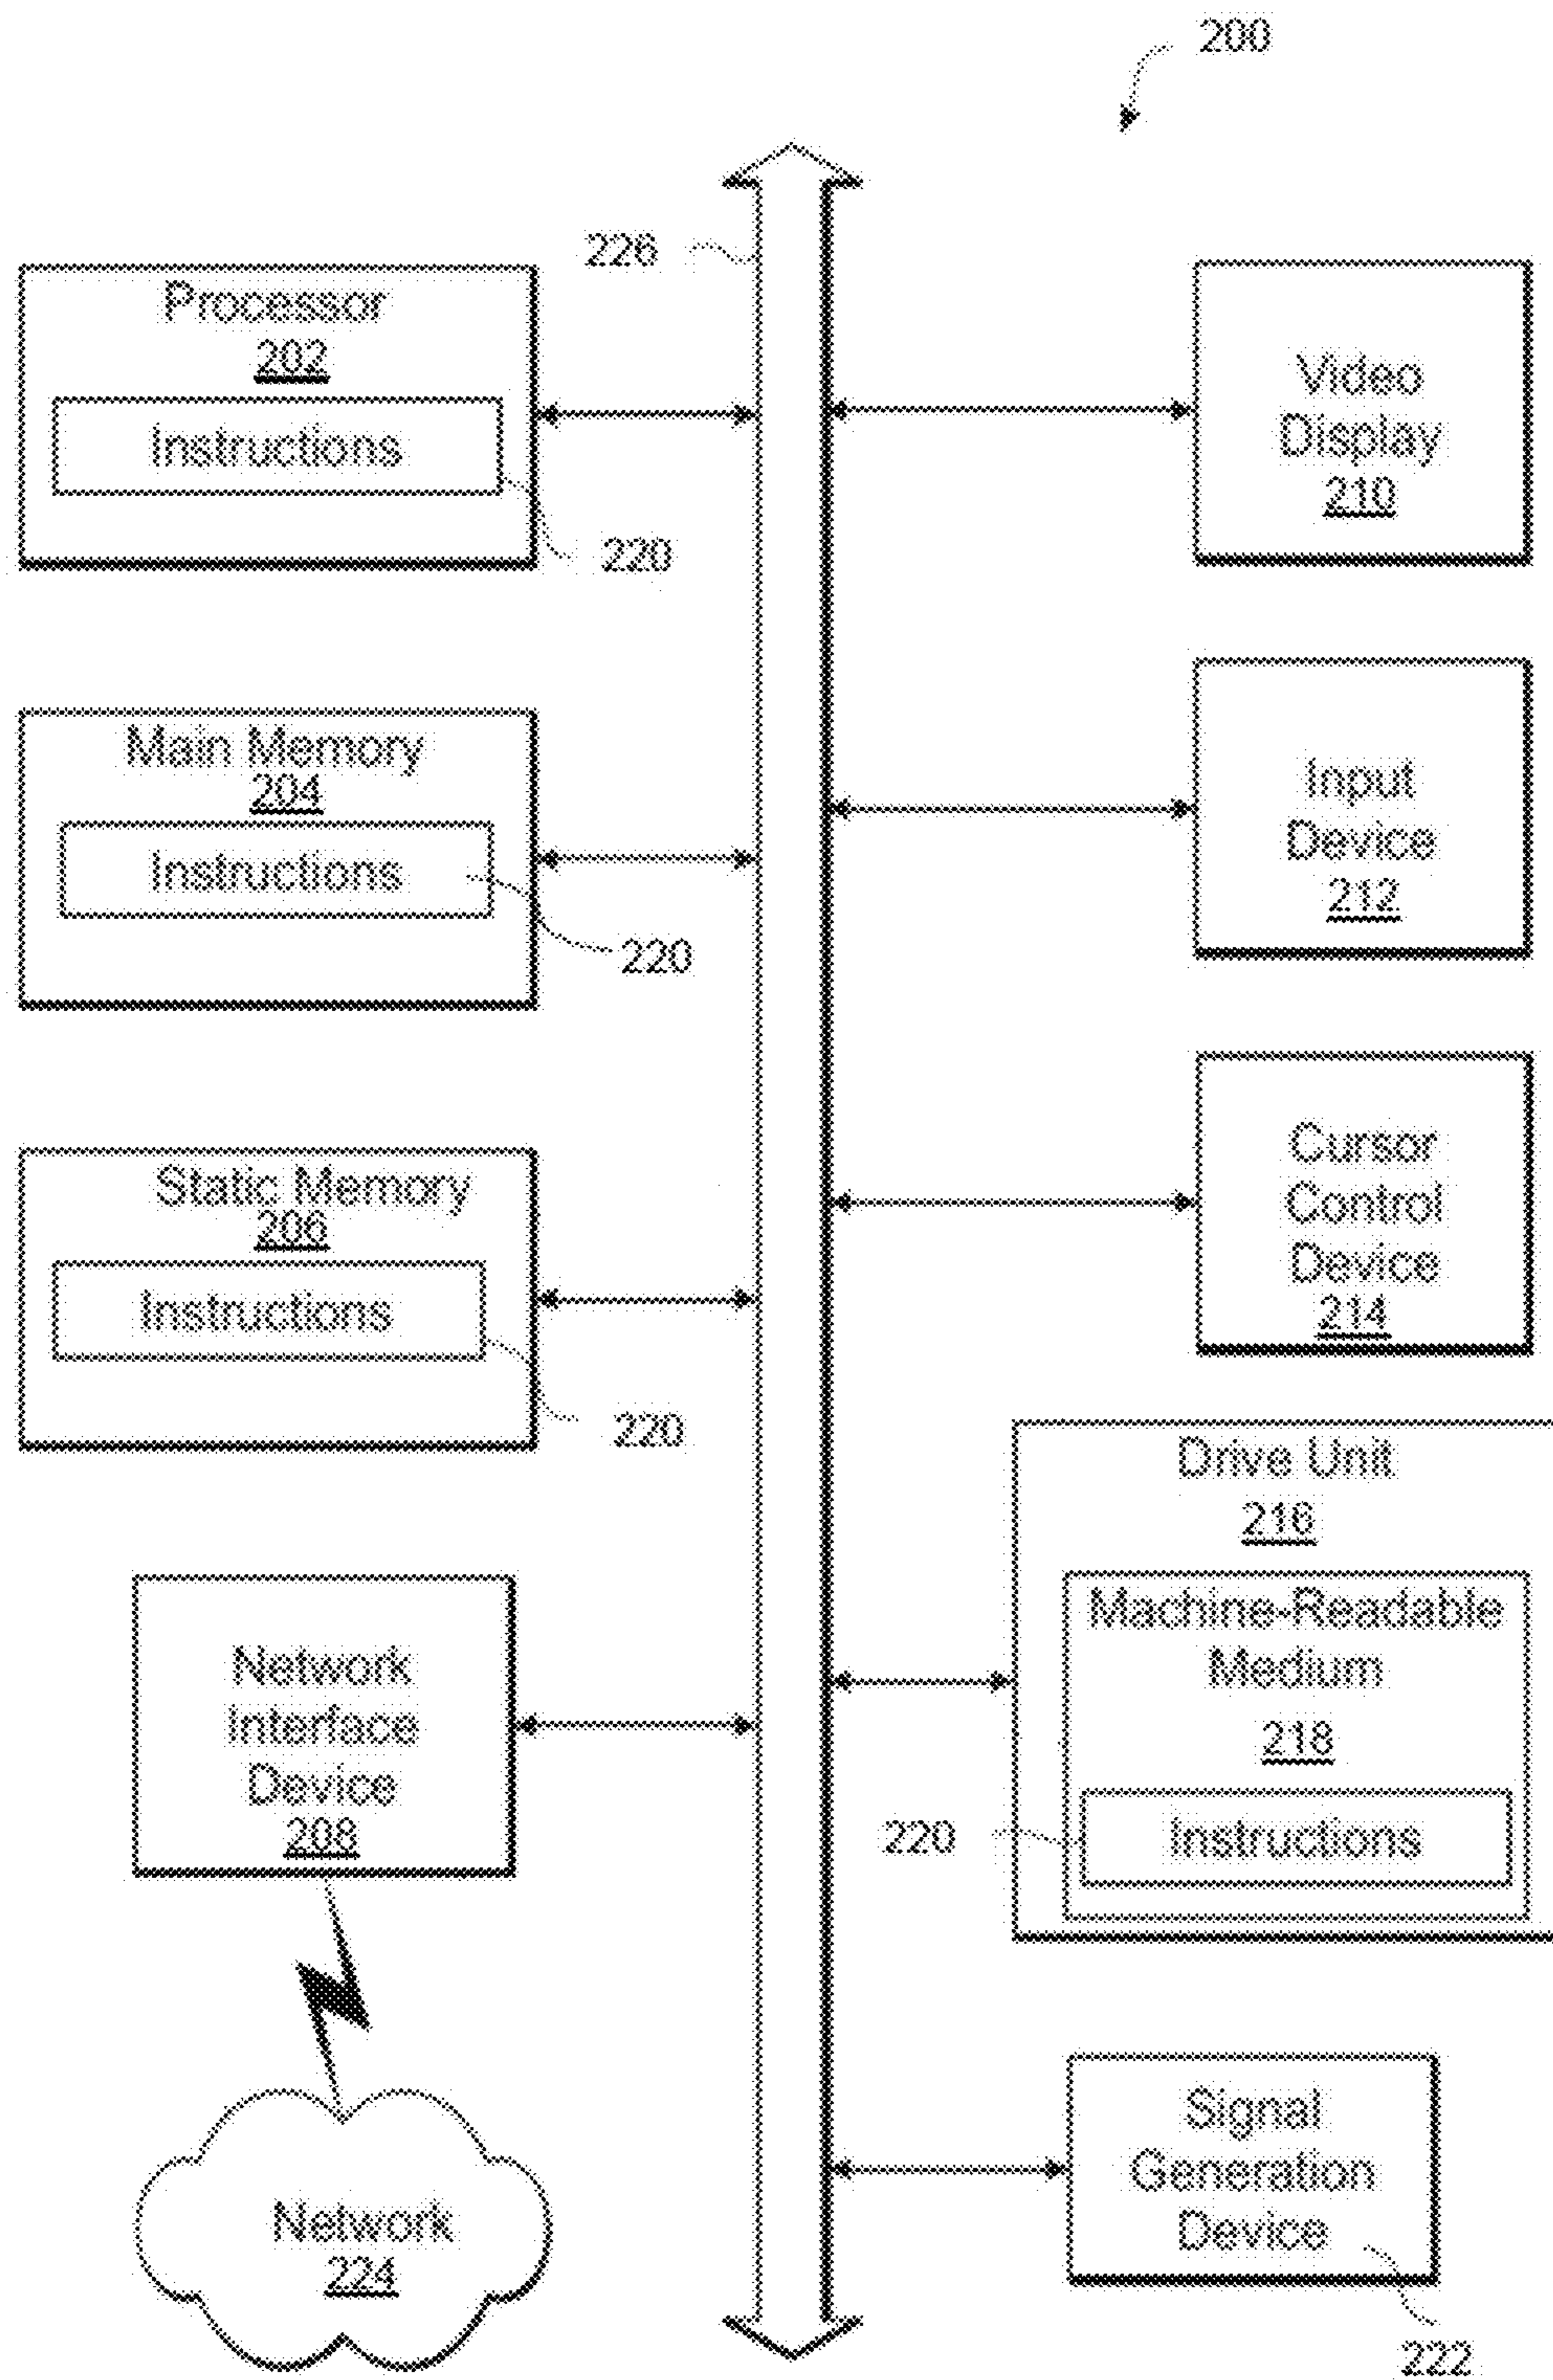 200
226
Processor
202
Instructions
220
Main Memory
204
Instructions
220
Static Memory
206
Instructions
220
Network
Interface
Device
208
Network
224
Video
Display
210
Input
Device
212
Cursor
Control
Device
214
Drive Unit
216
Machine-Readable
Medium
218
220
Instructions
Signal
Generation
Device
222